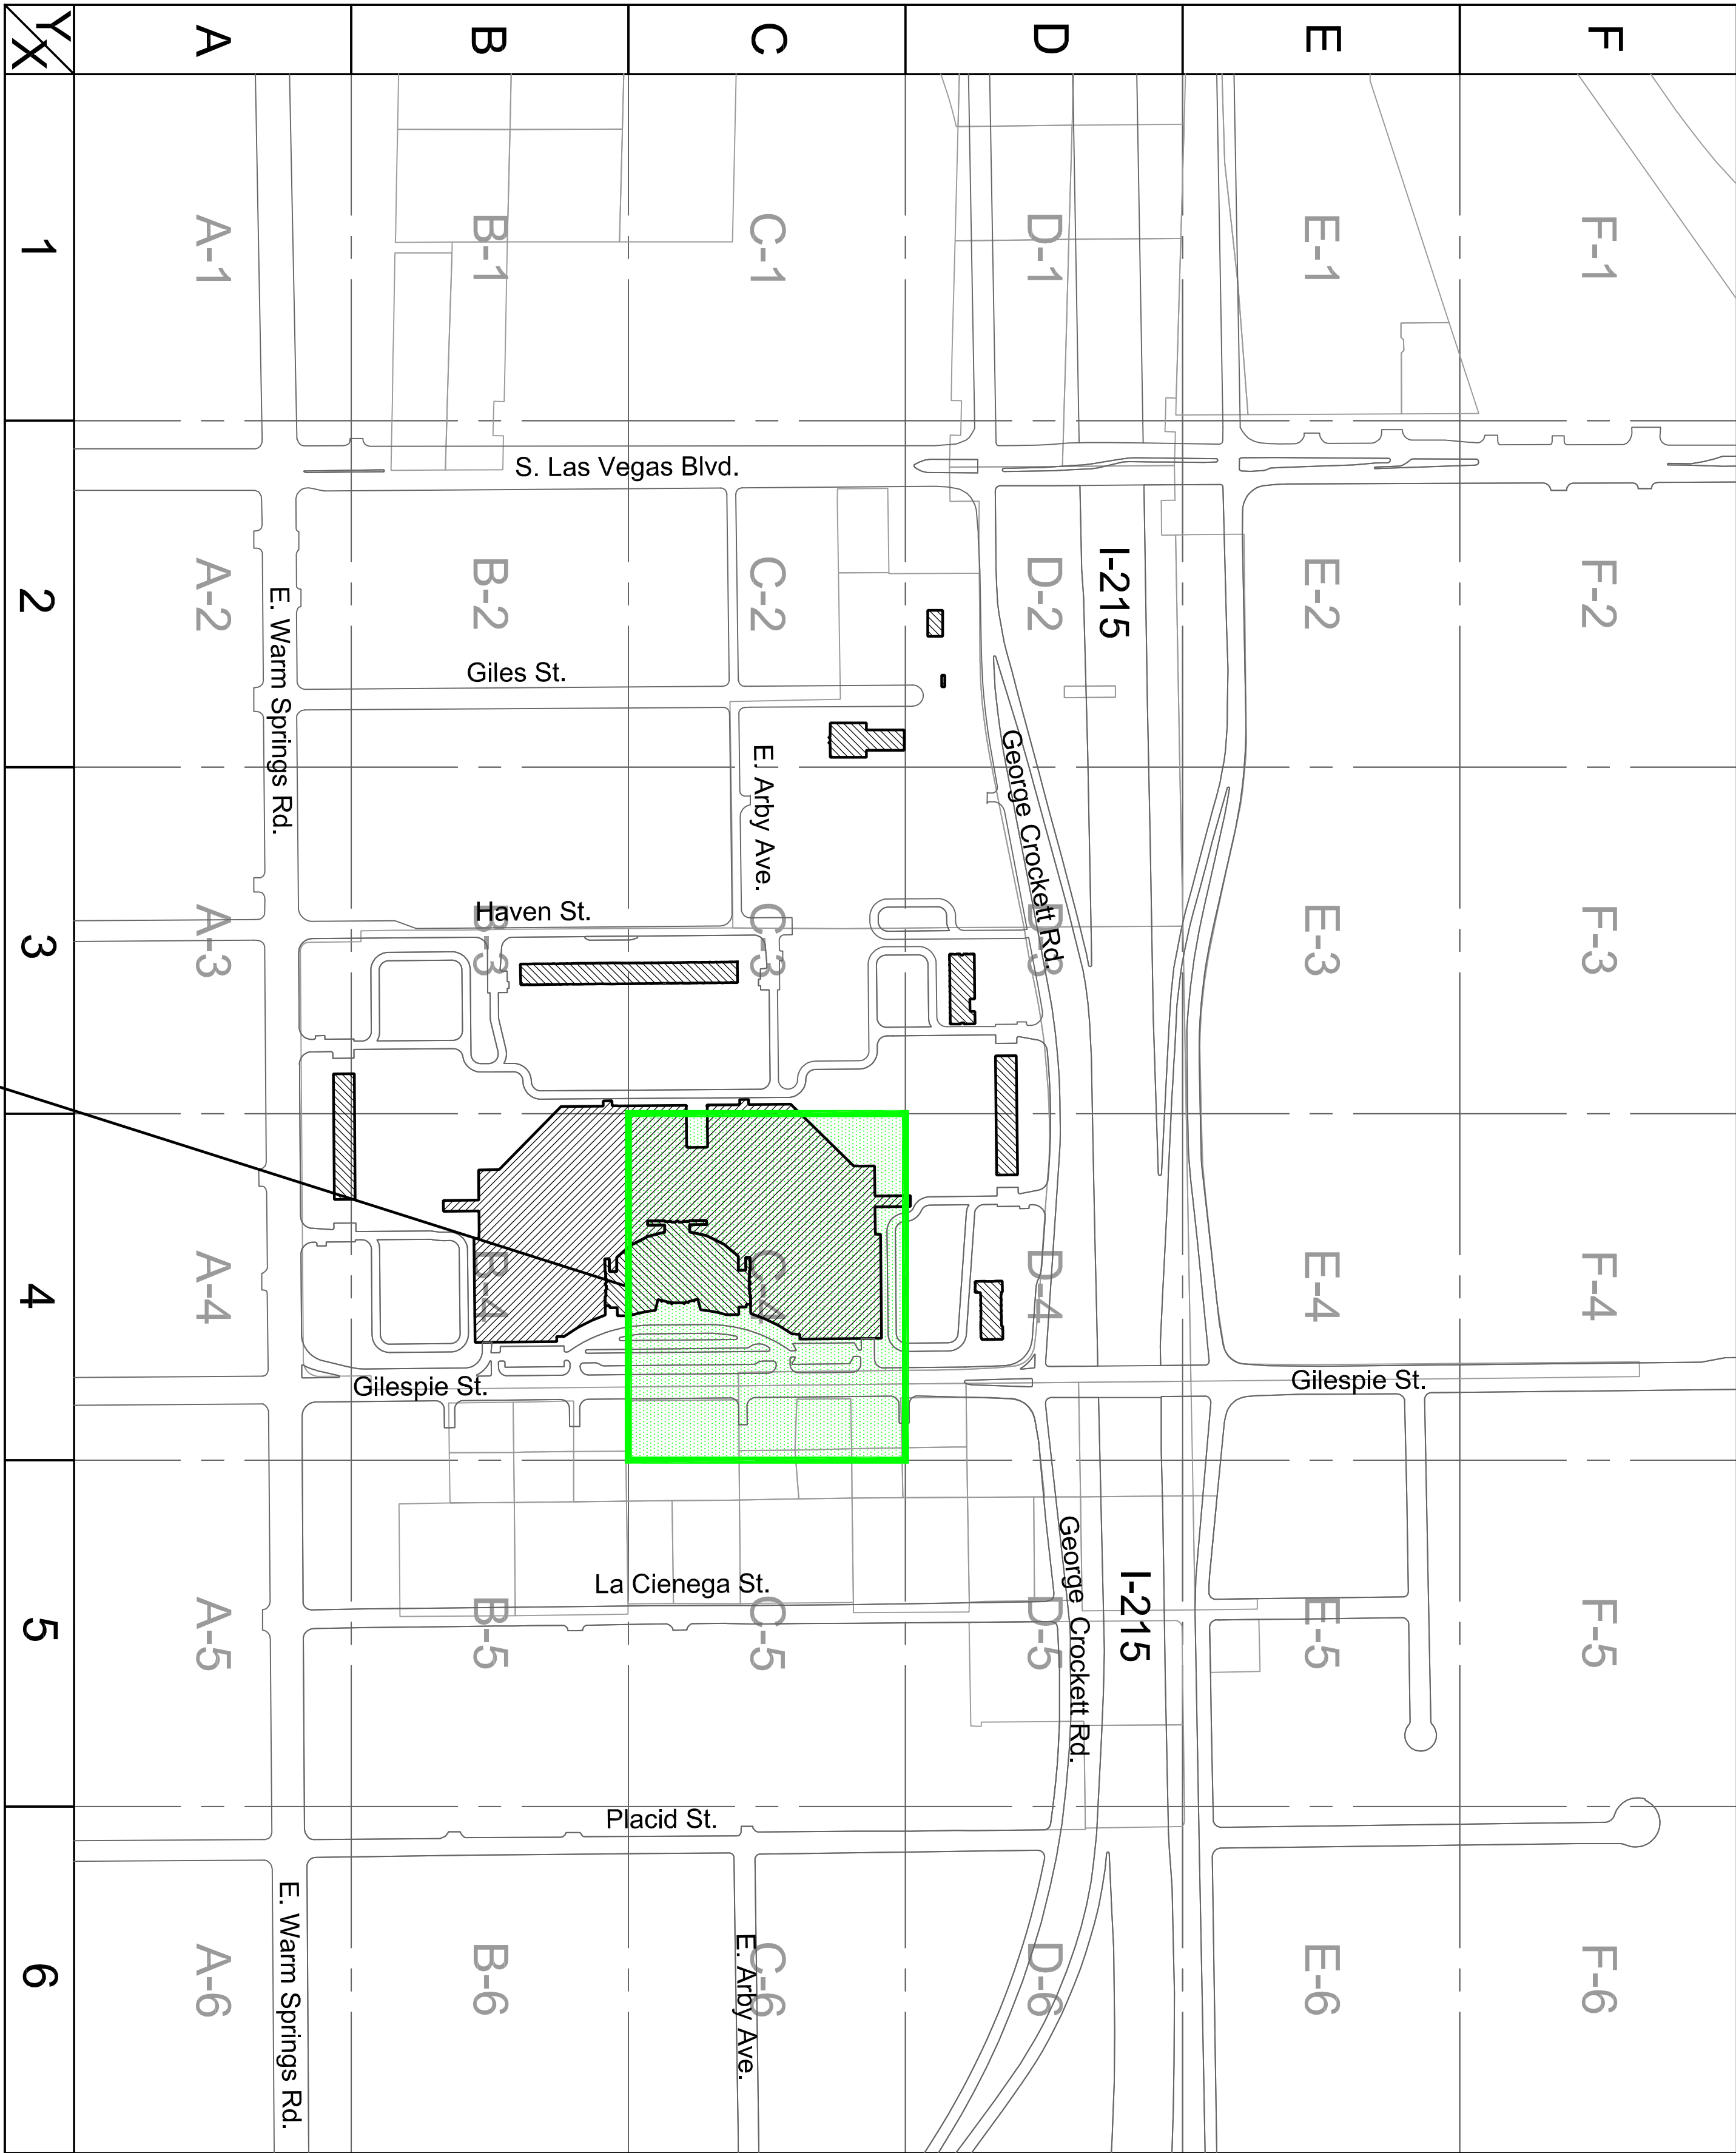 Y
X
A
B
C
D
E
F
1
A-1
B-1
C-1
D-1
E-1
F-1
S. Las Vegas Blvd.
2
A-2
B-2
C-2
D-2
I-215
E-2
F-2
E. Warm Springs Rd.
Giles St.
E. Arby Ave.
George Crockett Rd.
Haven St.
3
A-3
B-3
C-3
D-3
E-3
F-3
4
A-4
B-4
C-4
D-4
E-4
F-4
Gilespie St.
Gilespie St.
La Cienega St.
George Crockett Rd.
I-215
5
A-5
B-5
C-5
D-5
E-5
F-5
Placid St.
E. Warm Springs Rd.
E. Arby Ave.
6
A-6
B-6
C-6
D-6
E-6
F-6